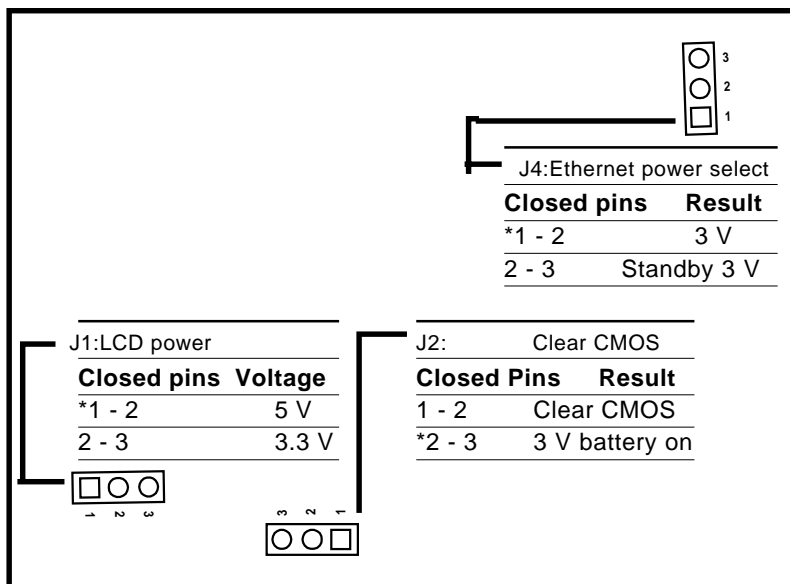 3
2
1
J4:Ethernet power select
Closed pins Result
*1 - 2 3 V
2 - 3 Standby 3 V
J1:LCD power
Closed pins Voltage
*1 - 2 5 V
2 - 3 3.3 V
1 2 3
J2: Clear CMOS
Closed Pins Result
1 - 2 Clear CMOS
*2 - 3 3 V battery on
3 2 1